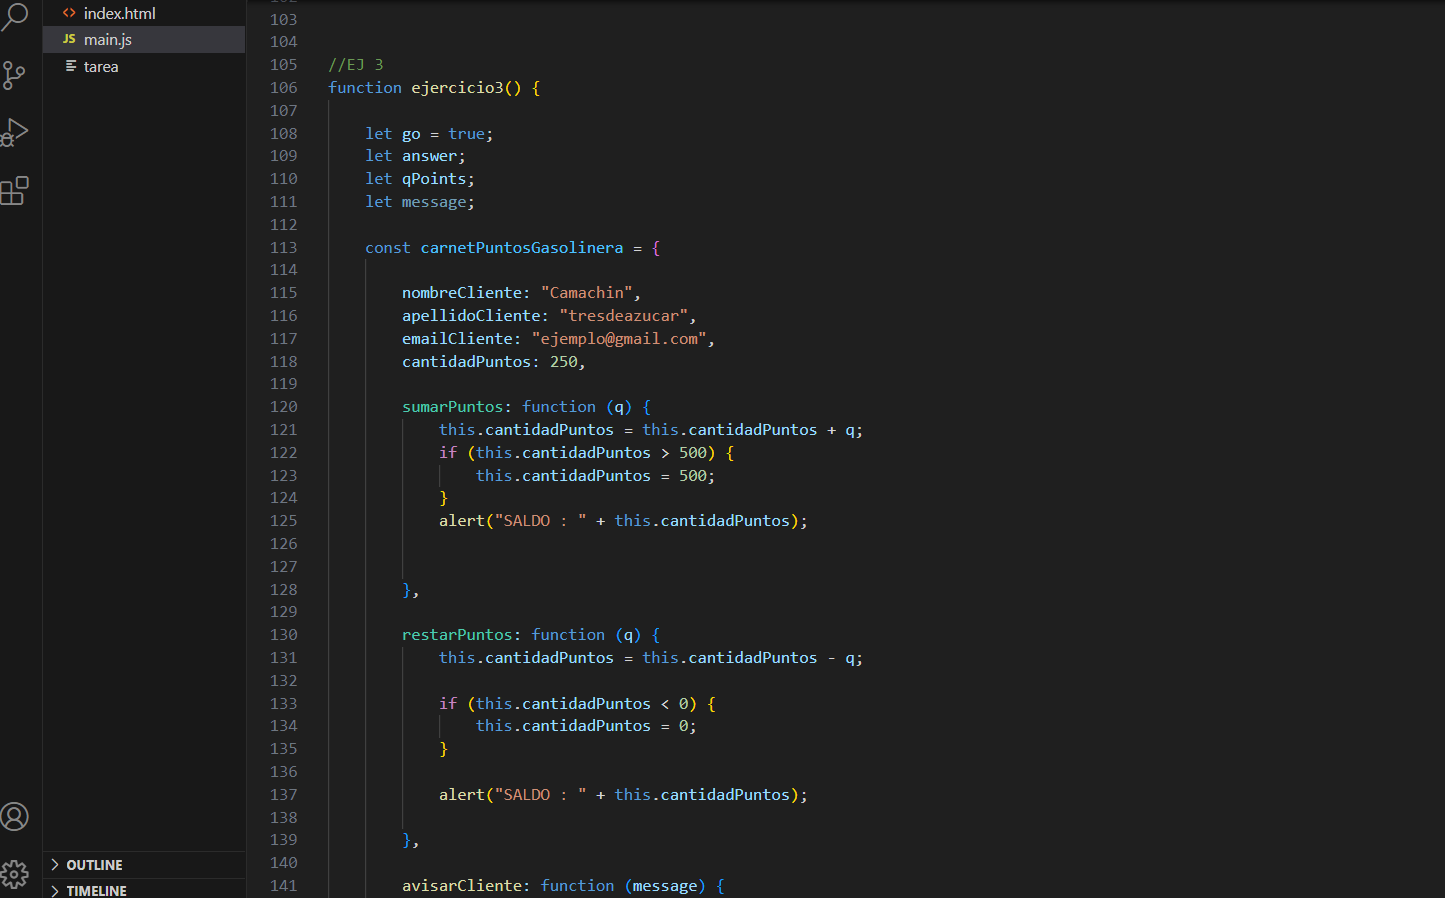 index.html
JS main.js
tarea
OUTLINE
TIMELINE
103
104
105 //EJ 3
106 function ejercicio3() {
107
108 let go = true;
109 let answer;
110 let qPoints;
111 let message;
112
113 const carnetPuntosGasolinera = {
114
115 nombreCliente: "Camachin",
116 apellidoCliente: "tresdeazucar",
117 emailCliente: "ejemplo@gmail.com",
118 cantidadPuntos: 250,
119
120 sumarPuntos: function (q) {
121 this.cantidadPuntos = this.cantidadPuntos + q;
122 if (this.cantidadPuntos > 500) {
123 this.cantidadPuntos = 500;
124 }
125 alert("SALDO : " + this.cantidadPuntos);
126
127
128 },
129
130 restarPuntos: function (q) {
131 this.cantidadPuntos = this.cantidadPuntos - q;
132
133 if (this.cantidadPuntos < 0) {
134 this.cantidadPuntos = 0;
135 }
136
137 alert("SALDO : " + this.cantidadPuntos);
138
139 },
140
141 avisarCliente: function (message) {